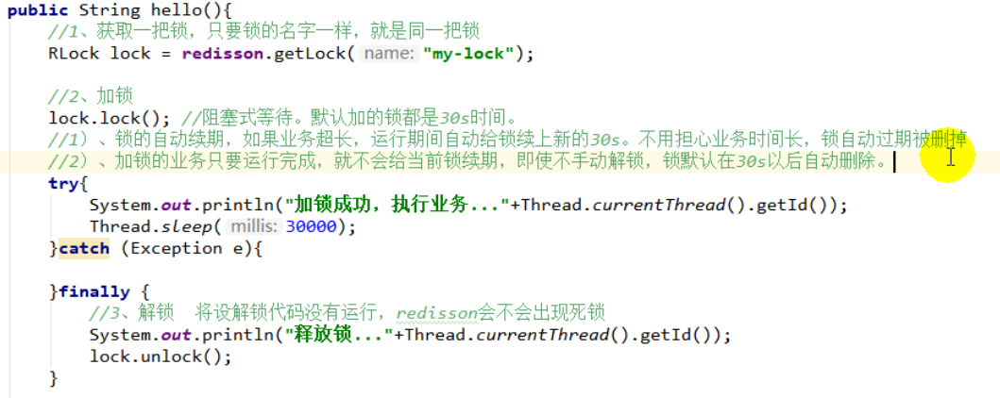 public String hello(){
//1、获取一把锁，只要锁的名字一样，就是同一把锁
RLock lock = redisson.getLock( name: "my-lock");
//2、加锁
lock.lock(); //阻塞式等待。默认加的锁都是30s时间。
//1）、锁的自动续期，如果业务超长，运行期间自动给锁续上新的30s。不用担心业务时间长，锁自动过期被删掉
//2）、加锁的业务只要运行完成，就不会给当前锁续期，即使不手动解锁，锁默认在30s以后自动删除。
try{
System.out.println("加锁成功，执行业务..."+Thread.currentThread().getId());
Thread.sleep( millis: 30000);
}catch (Exception e){
}finally {
//3、解锁  将设解锁代码没有运行，redisson会不会出现死锁
System.out.println("释放锁..."+Thread.currentThread().getId());
lock.unlock();
}